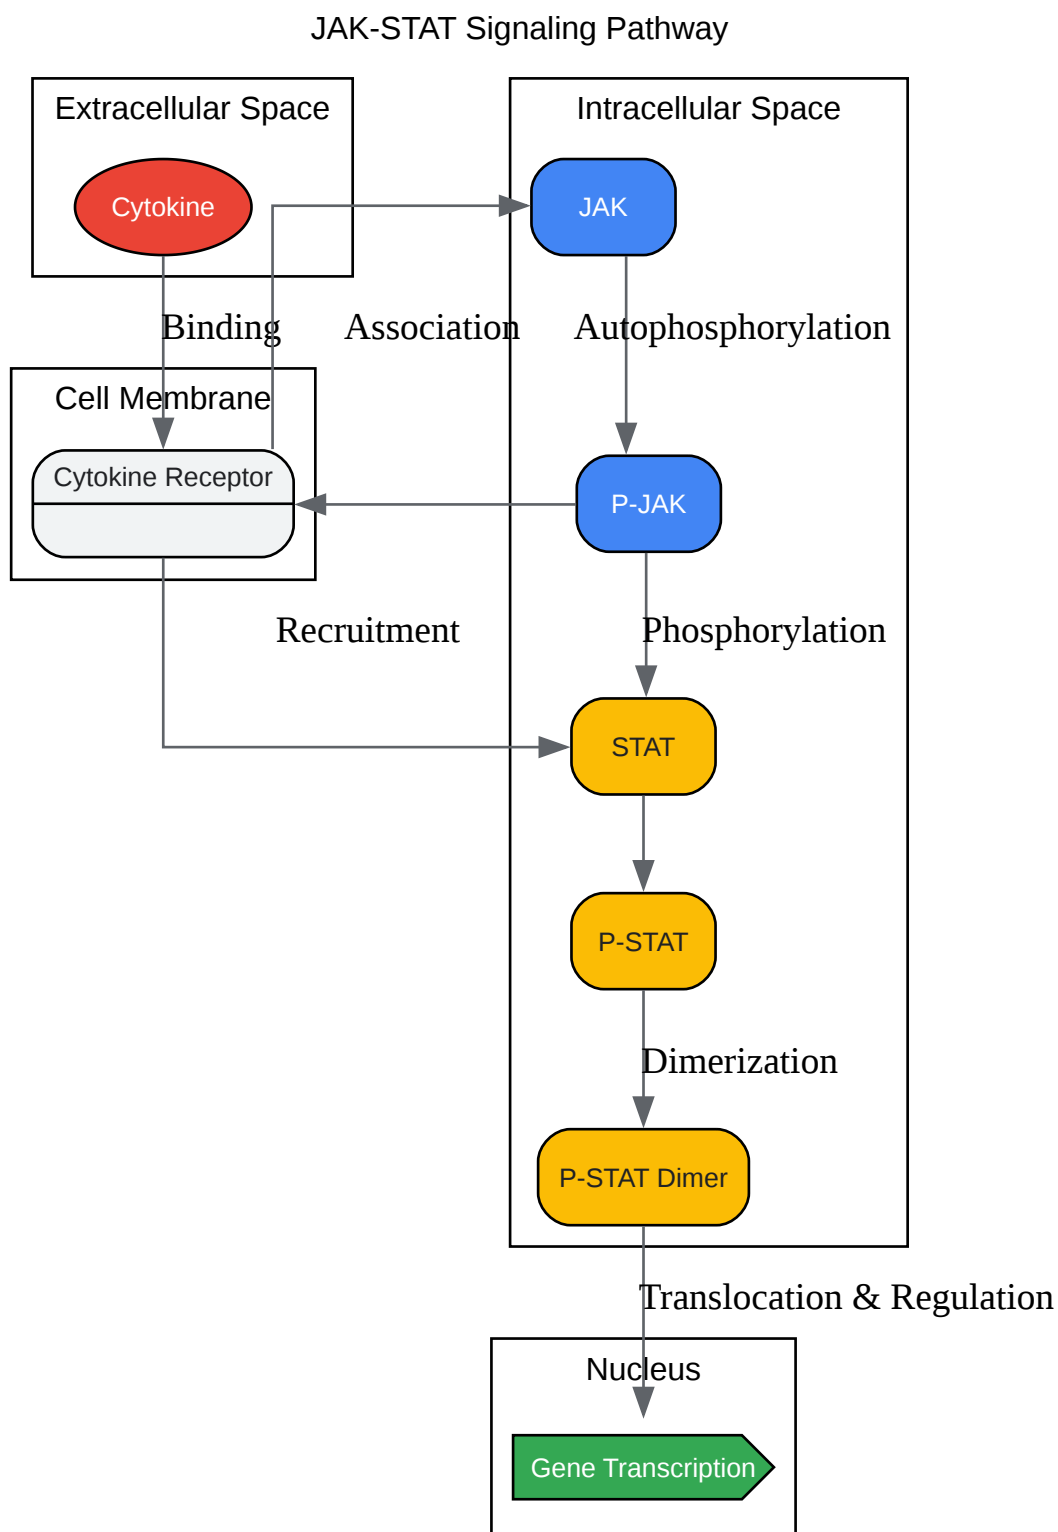 JAK-STAT Signaling Pathway
Extracellular Space
Intracellular Space
Cytokine
JAK
Binding
Association
Autophosphorylation
Cell Membrane
Cytokine Receptor
P-JAK
Recruitment
Phosphorylation
STAT
P-STAT
Dimerization
P-STAT Dimer
Translocation & Regulation
Nucleus
Gene Transcription